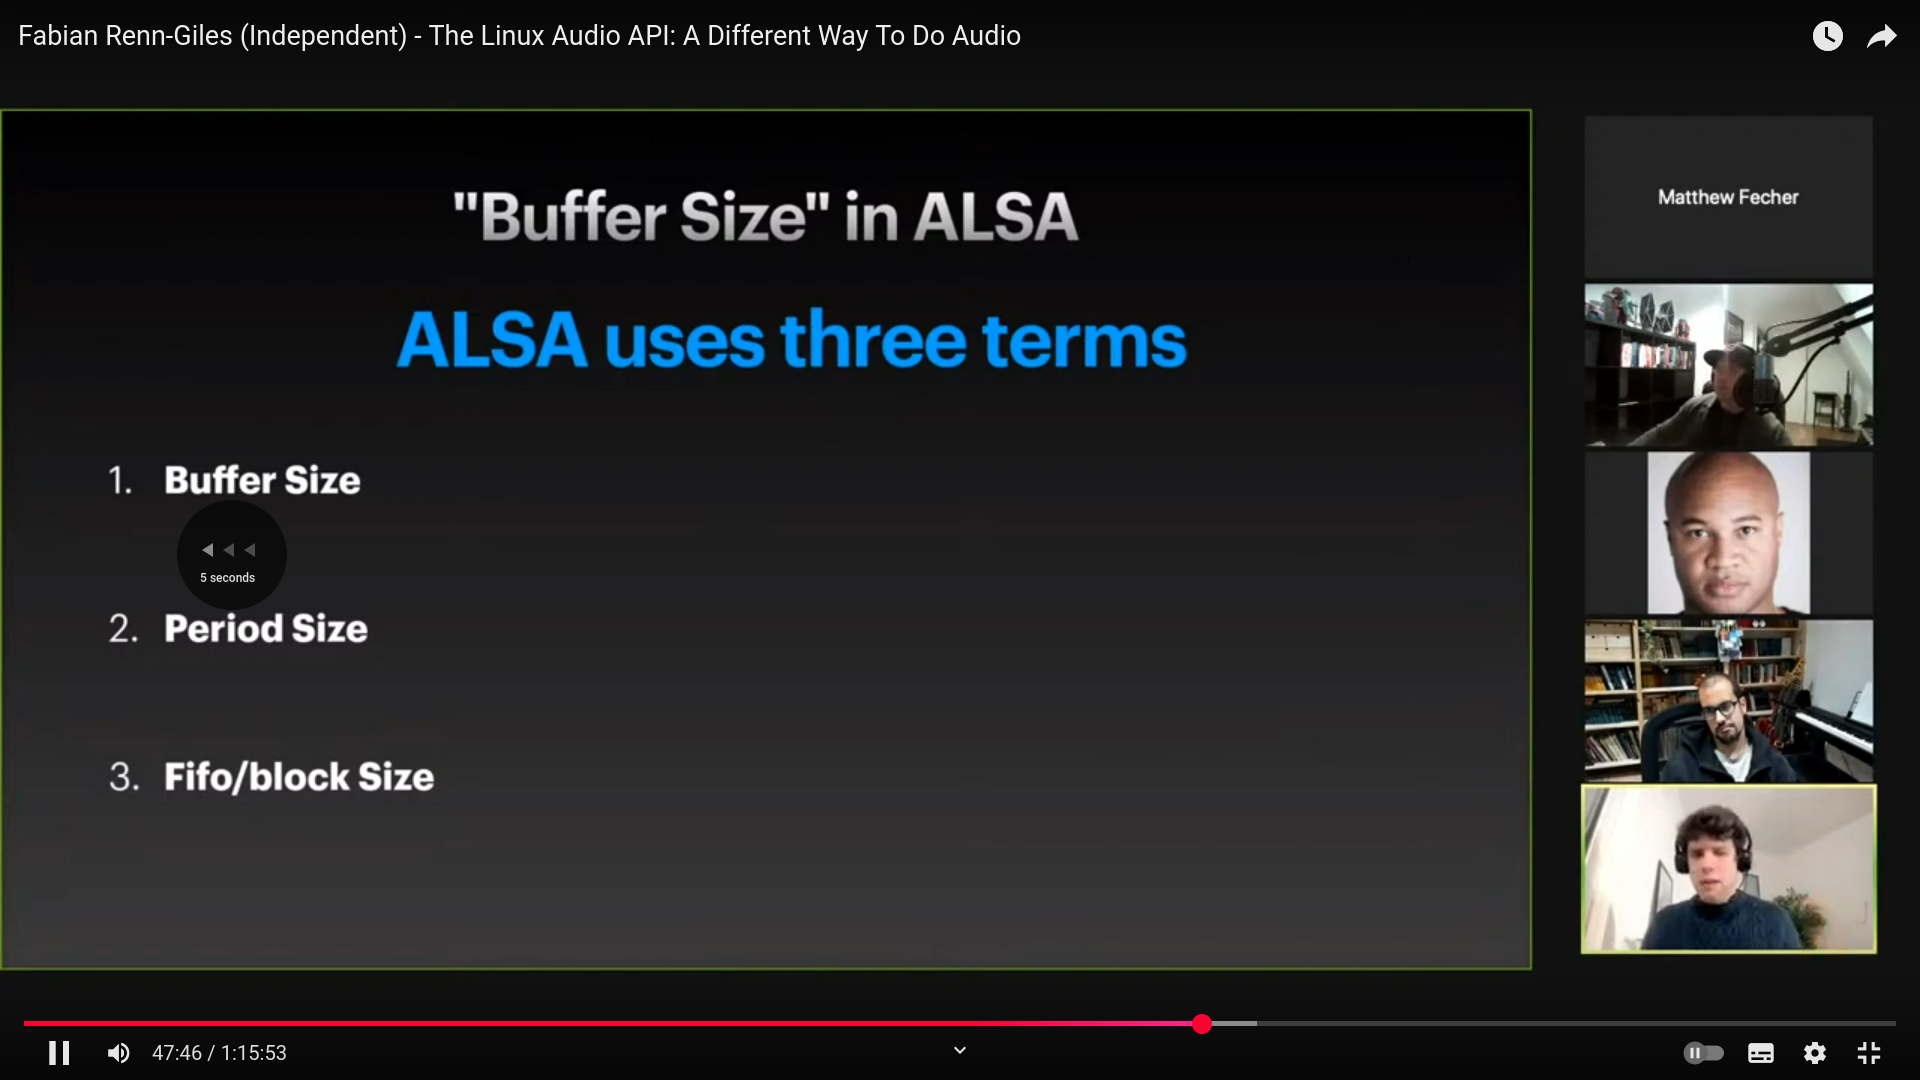 Fabian Renn-Giles (Independent) - The Linux Audio API: A Different Way To Do Audio
"Buffer Size" in ALSA
ALSA uses three terms
1. Buffer Size
5 seconds
2. Period Size
3. Fifo/block Size
Matthew Fecher
47:46 / 1:15:53